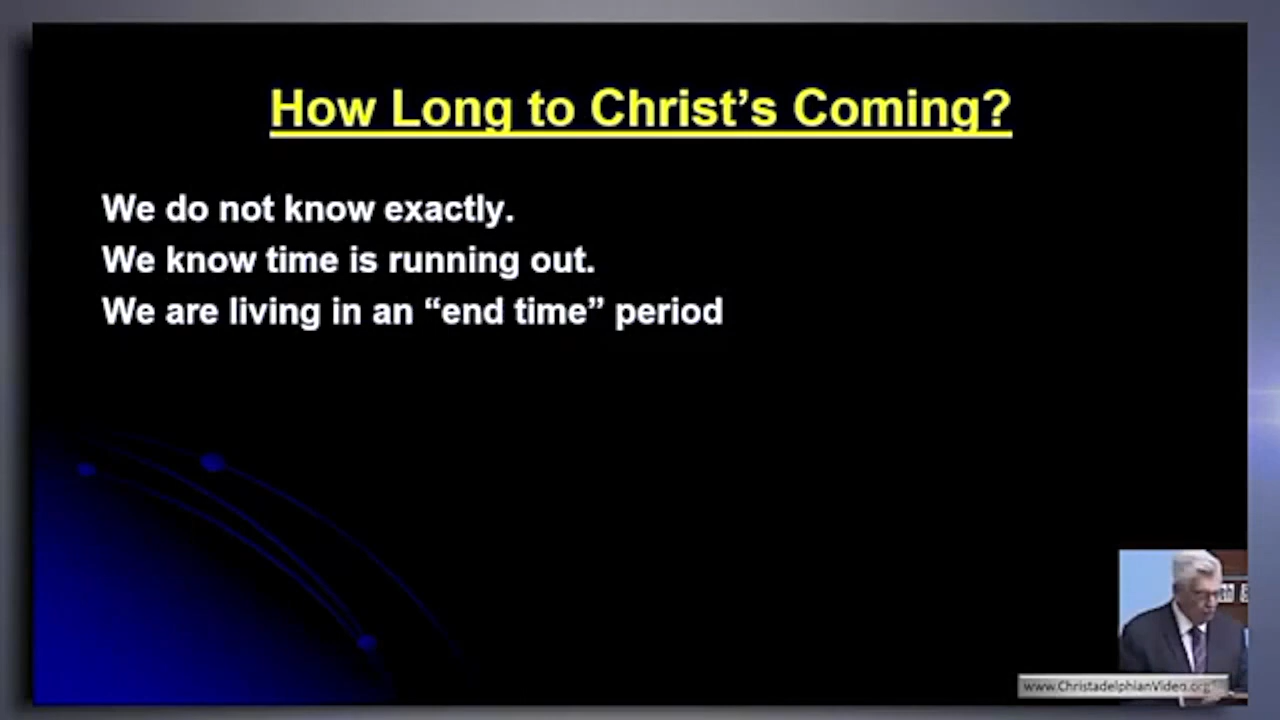 How Long to Christ’s Coming?
We do not know exactly.
We know time is running out.
We are living in an “end time” period
www.ChristadelphianVideo.org